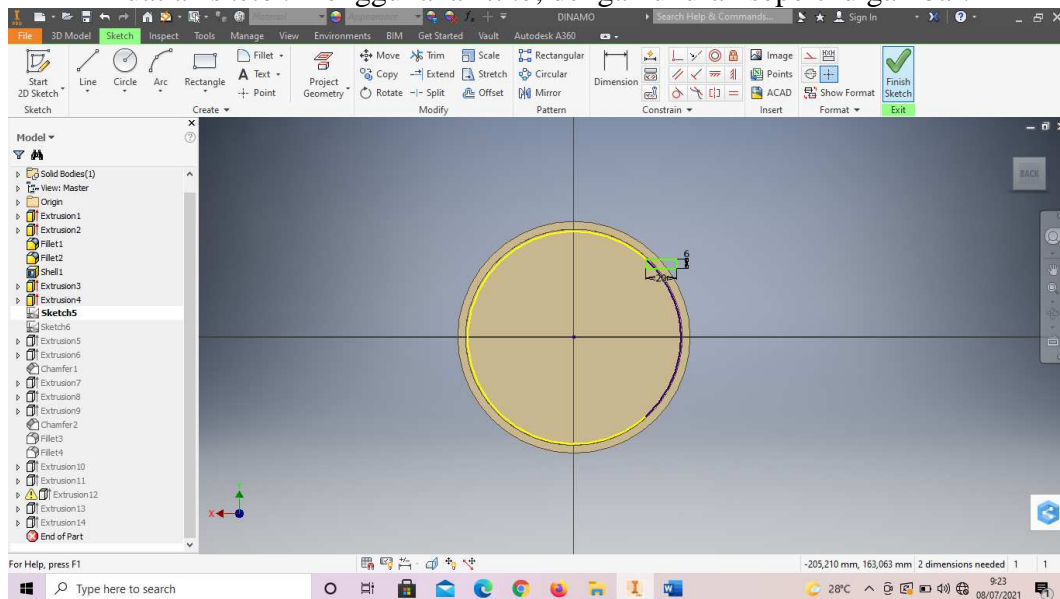 DINAMO
Search Help & Commands...
Sign In
File 3D Model Sketch Inspect Tools Manage View Environments BIM Get Started Vault Autodesk A360
Start
2D Sketch
Line
Circle
Arc
Rectangle
Fillet
Text
Point
Project
Geometry
Move
Trim
Scale
Copy
Extend
Stretch
Rotate
Split
Offset
Rectangular
Circular
Mirror
Dimension
Image
Points
ACAD
Show Format
Finish
Sketch
Sketch
Create
Modify
Pattern
Constrain
Insert
Format
Exit
Model
Solid Bodies(1)
View: Master
Origin
Extrusion1
Extrusion2
Fillet1
Fillet2
Shell1
Extrusion3
Extrusion4
Sketch5
Sketch6
Extrusion5
Extrusion6
Chamfer1
Extrusion7
Extrusion8
Extrusion9
Chamfer2
Fillet3
Fillet4
Extrusion10
Extrusion11
Extrusion12
Extrusion13
Extrusion14
End of Part
BACK
6
20
X
Y
For Help, press F1
-205,210 mm, 163,063 mm 2 dimensions needed 1 1
Type here to search
28°C
9:23
08/07/2021